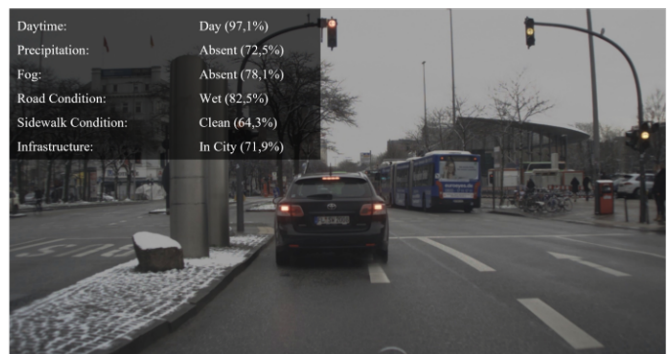 Daytime: Day (97,1%)
Precipitation: Absent (72,5%)
Fog: Absent (78,1%)
Road Condition: Wet (82,5%)
Sidewalk Condition: Clean (64,3%)
Infrastructure: In City (71,9%)